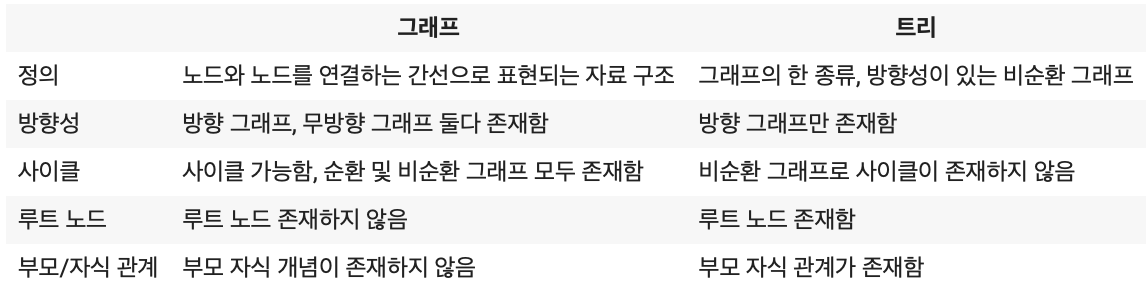 그래프 트리
정의 노드와 노드를 연결하는 간선으로 표현되는 자료 구조 그래프의 한 종류, 방향성이 있는 비순환 그래프
방향성 방향 그래프, 무방향 그래프 둘다 존재함 방향 그래프만 존재함
사이클 사이클 가능함, 순환 및 비순환 그래프 모두 존재함 비순환 그래프로 사이클이 존재하지 않음
루트 노드 루트 노드 존재하지 않음 루트 노드 존재함
부모/자식 관계 부모 자식 개념이 존재하지 않음 부모 자식 관계가 존재함